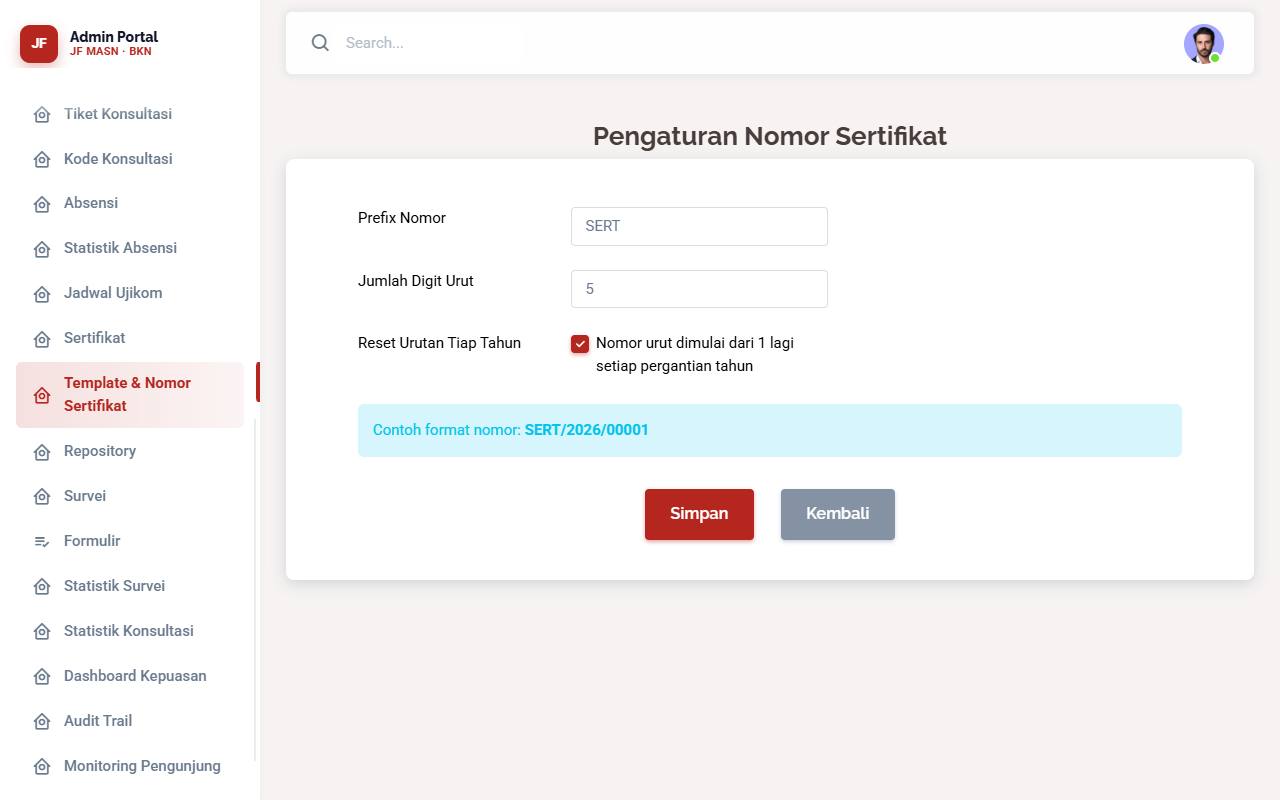 JF
Admin Portal
JF MASN · BKN
Search...
Tiket Konsultasi
Kode Konsultasi
Absensi
Statistik Absensi
Jadwal Ujikom
Sertifikat
Template & Nomor
Sertifikat
Repository
Survei
Formulir
Statistik Survei
Statistik Konsultasi
Dashboard Kepuasan
Audit Trail
Monitoring Pengunjung
Pengaturan Nomor Sertifikat
Prefix Nomor
SERT
Jumlah Digit Urut
5
Reset Urutan Tiap Tahun
Nomor urut dimulai dari 1 lagi
setiap pergantian tahun
Contoh format nomor: SERT/2026/00001
Simpan
Kembali